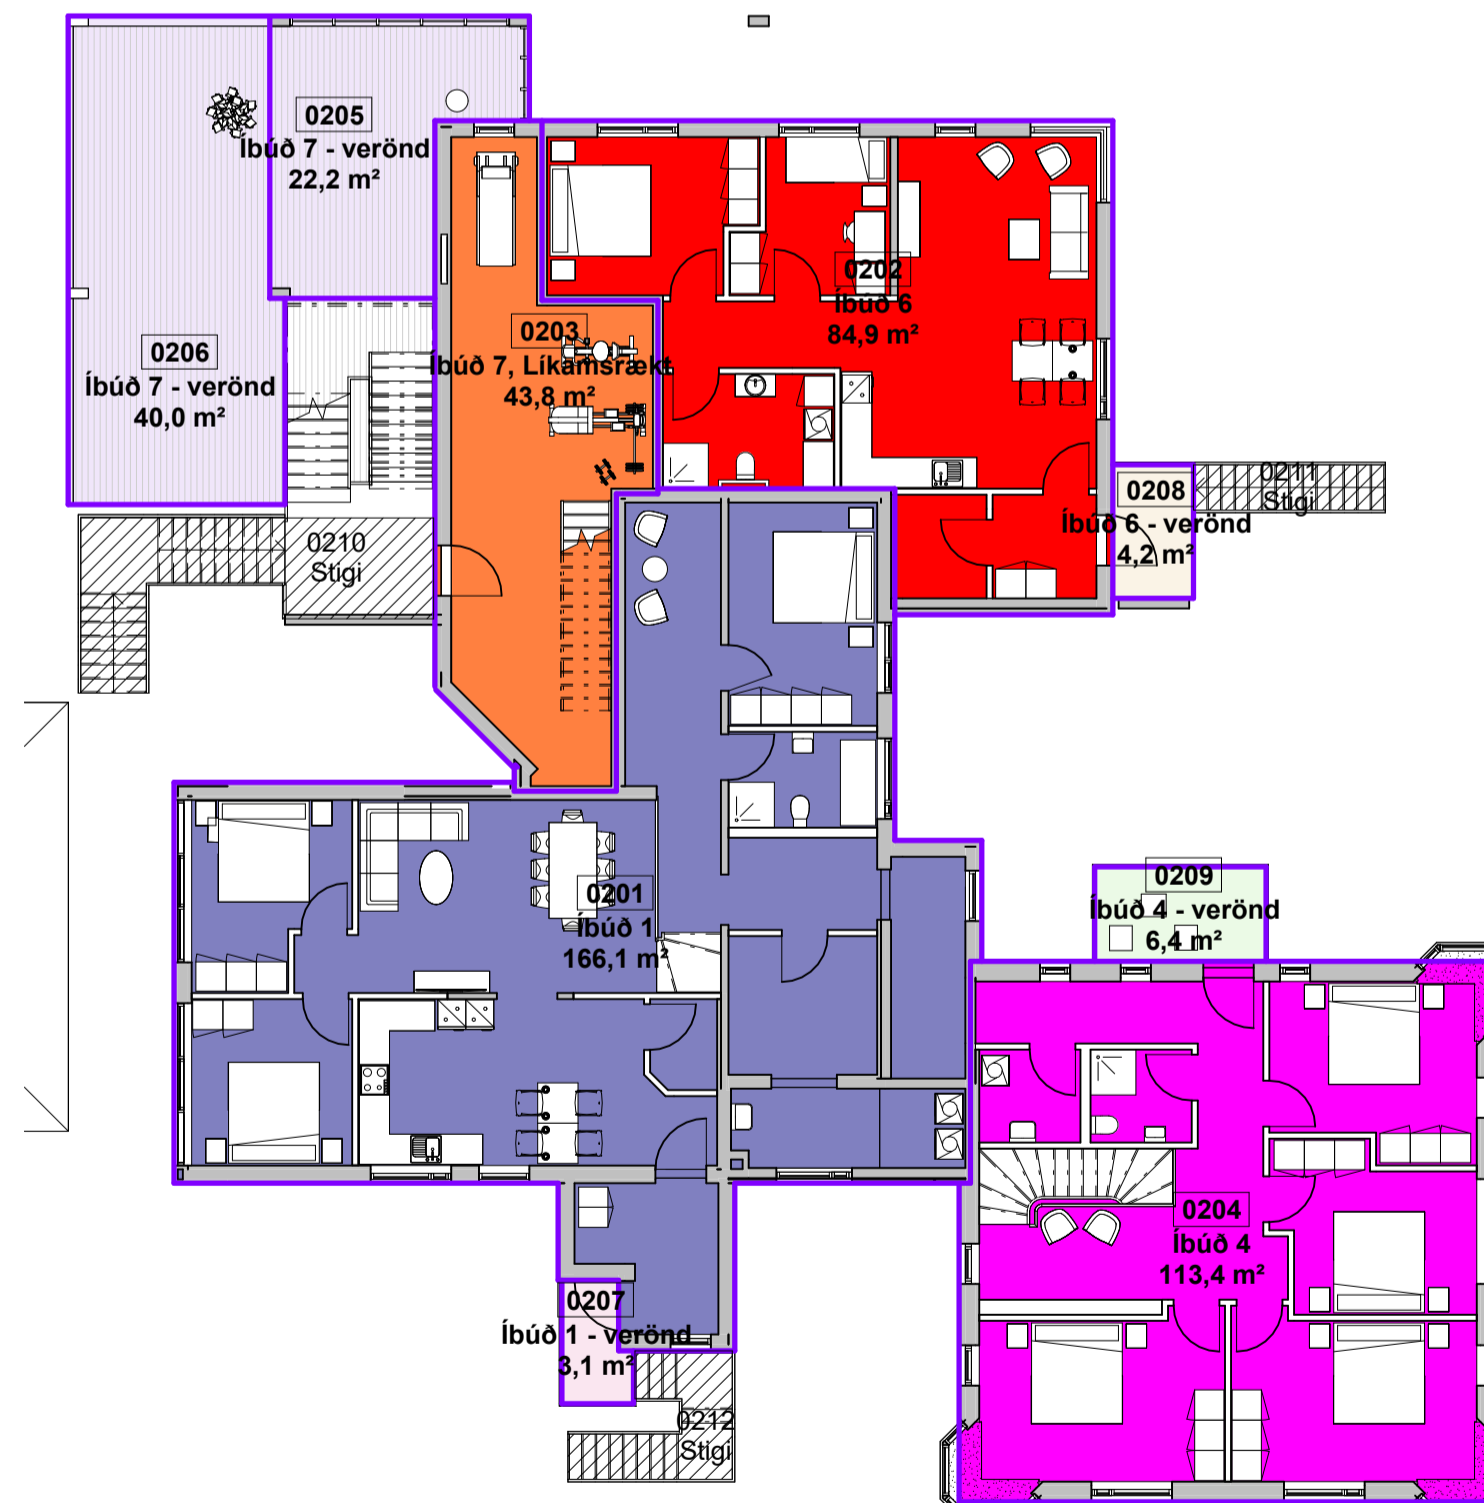 0205
Íbúð 7 - verönd
22,2 m²
0206
Íbúð 7 - verönd
40,0 m²
0203
Íbúð 7, Líkamsrækt
43,8 m²
0202
Íbúð 6
84,9 m²
0208
Íbúð 6 - verönd
4,2 m²
0211
Stigi
0210
Stigi
0201
Íbúð 1
166,1 m²
0209
Íbúð 4 - verönd
6,4 m²
0204
Íbúð 4
113,4 m²
0207
Íbúð 1 - verönd
3,1 m²
0212
Stigi